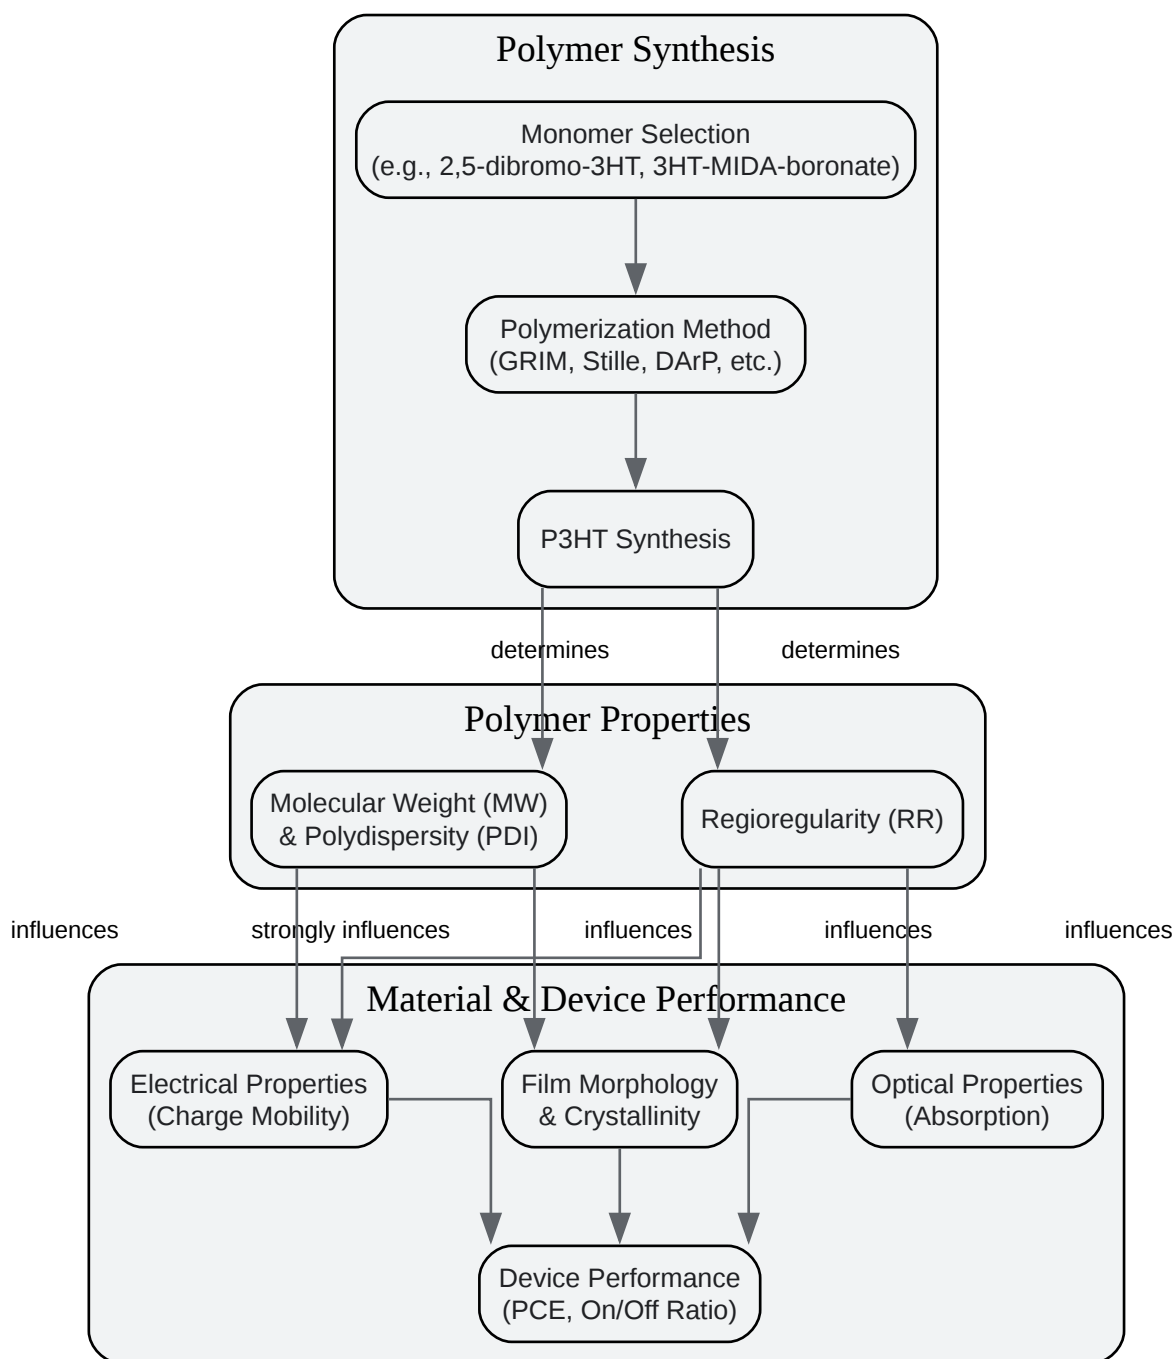 Polymer Synthesis
Monomer Selection
(e.g., 2,5-dibromo-3HT, 3HT-MIDA-boronate)
Polymerization Method
(GRIM, Stille, DArP, etc.)
P3HT Synthesis
determines
determines
Polymer Properties
Molecular Weight (MW)
& Polydispersity (PDI)
Regioregularity (RR)
influences
strongly influences
influences
influences
influences
Material & Device Performance
Electrical Properties
(Charge Mobility)
Film Morphology
& Crystallinity
Optical Properties
(Absorption)
Device Performance
(PCE, On/Off Ratio)